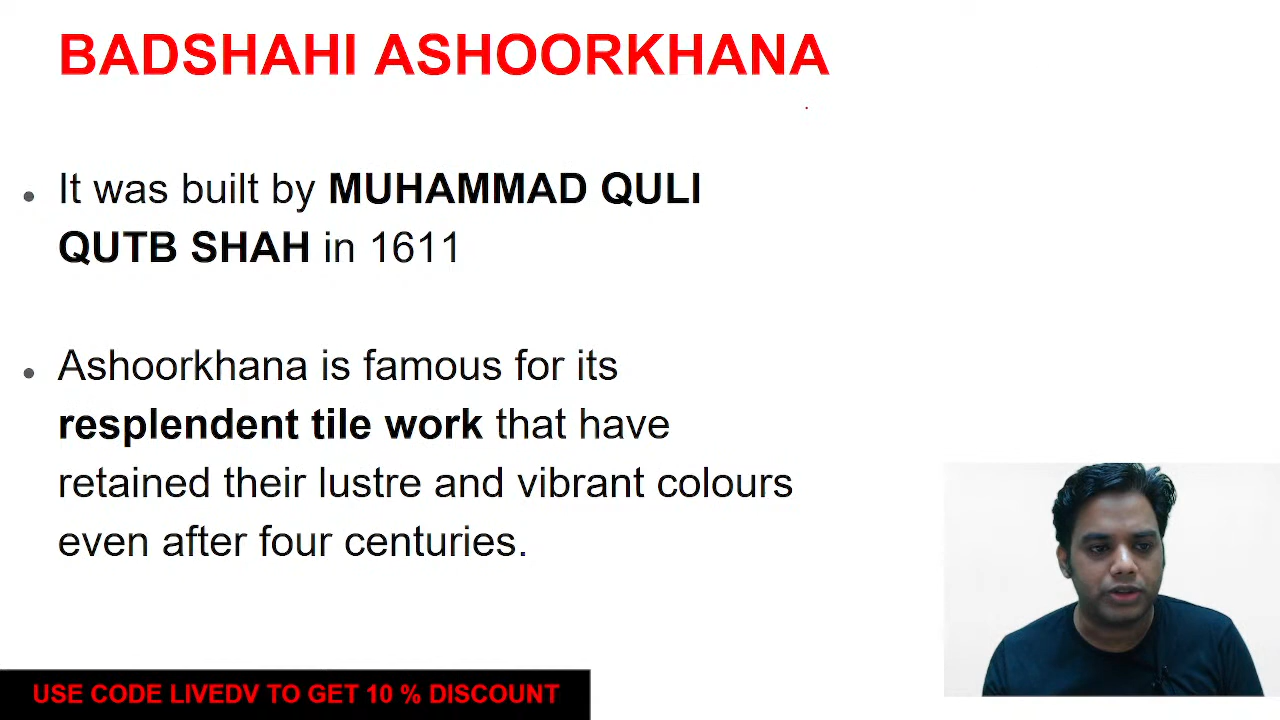 BADSHAHI ASHOORKHANA
• It was built by MUHAMMAD QULI
QUTB SHAH in 1611
• Ashoorkhana is famous for its
resplendent tile work that have
retained their lustre and vibrant colours
even after four centuries.
USE CODE LIVEDV TO GET 10 % DISCOUNT